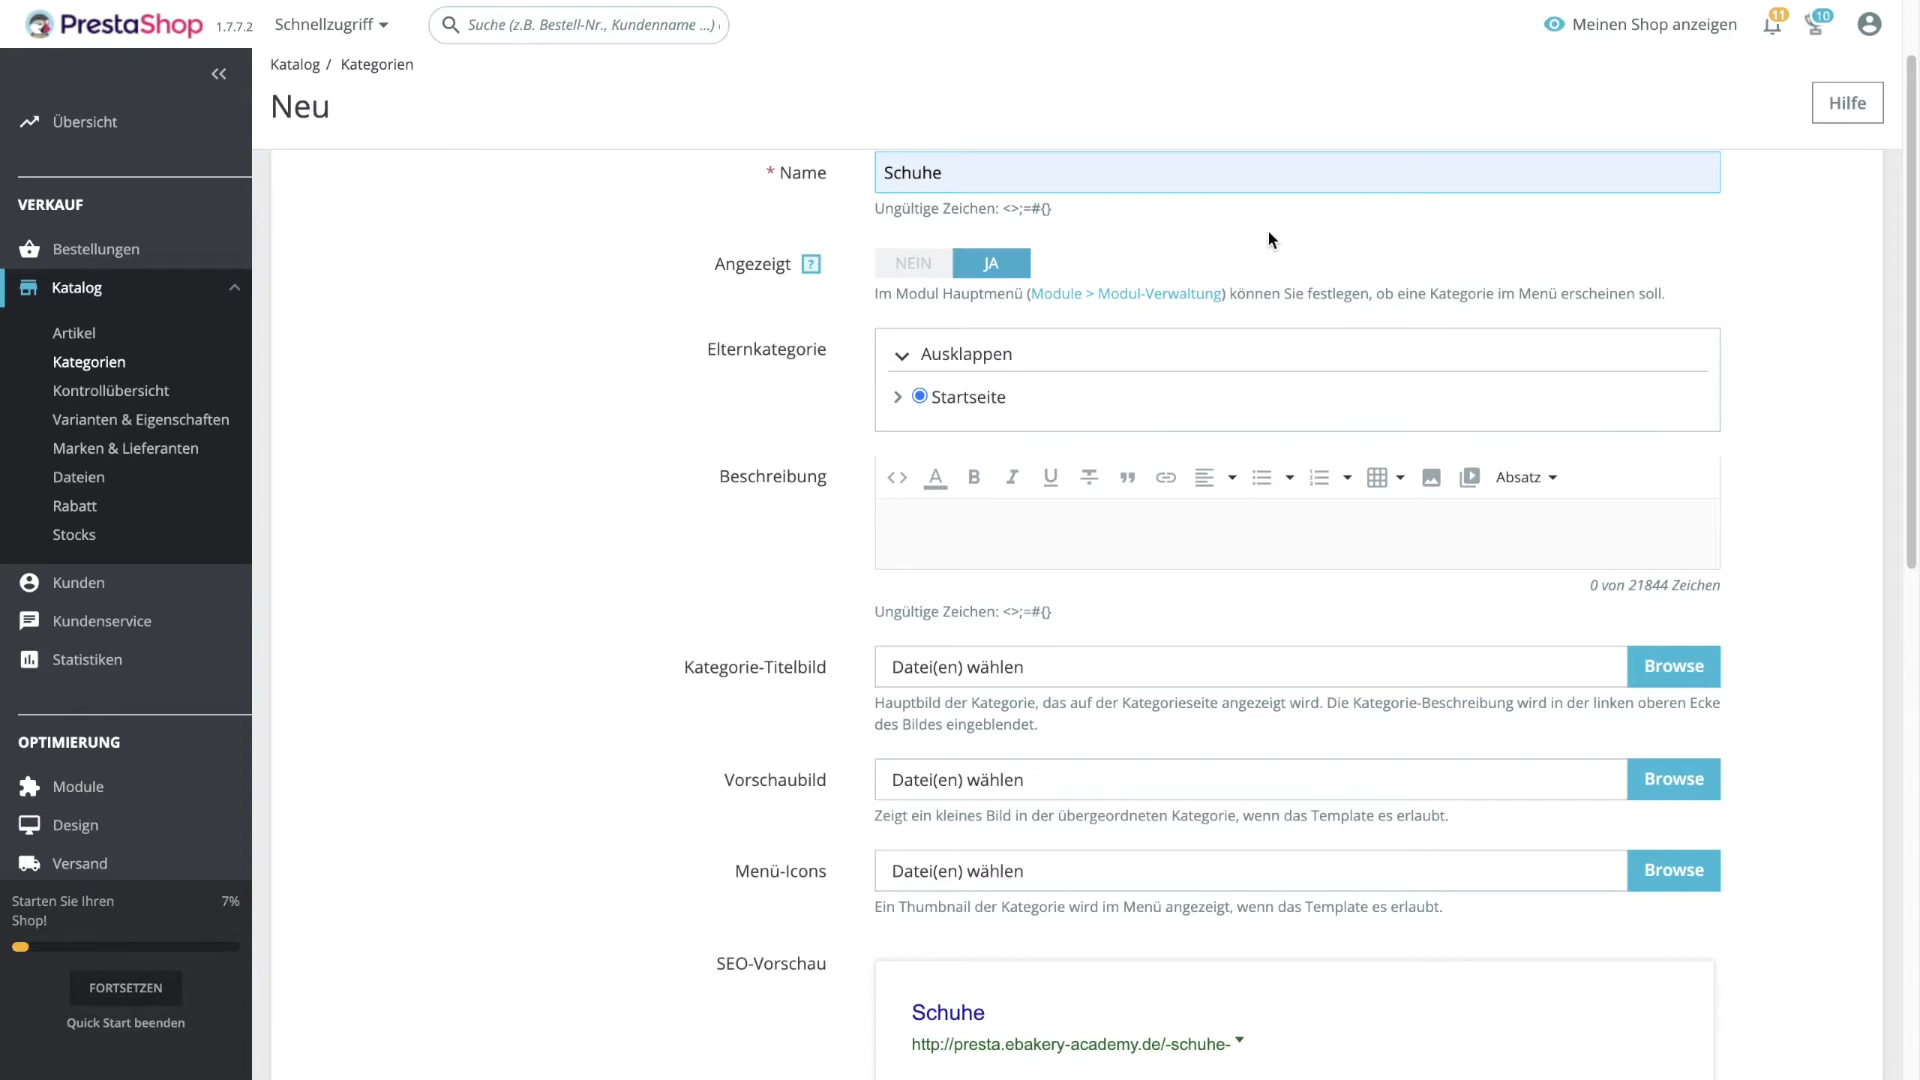 PrestaShop 1.7.7.2 Schnellzugriff Suche (z.B. Bestell-Nr., Kundenname ...) Meinen Shop anzeigen 11 10
Katalog / Kategorien
Neu
Hilfe
Übersicht
VERKAUF
Bestellungen
Katalog
Artikel
Kategorien
Kontrollübersicht
Varianten & Eigenschaften
Marken & Lieferanten
Dateien
Rabatt
Stocks
Kunden
Kundenservice
Statistiken
OPTIMIERUNG
Module
Design
Versand
Starten Sie Ihren 7%
Shop!
FORTSETZEN
Quick Start beenden
* Name Schuhe
Ungültige Zeichen: <>;=#{}
Angezeigt ? NEIN JA
Im Modul Hauptmenü (Module > Modul-Verwaltung) können Sie festlegen, ob eine Kategorie im Menü erscheinen soll.
Elternkategorie Ausklappen
Startseite
Beschreibung <> A B I U Absatz
0 von 21844 Zeichen
Ungültige Zeichen: <>;=#{}
Kategorie-Titelbild Datei(en) wählen Browse
Hauptbild der Kategorie, das auf der Kategorieseite angezeigt wird. Die Kategorie-Beschreibung wird in der linken oberen Ecke
des Bildes eingeblendet.
Vorschaubild Datei(en) wählen Browse
Zeigt ein kleines Bild in der übergeordneten Kategorie, wenn das Template es erlaubt.
Menü-Icons Datei(en) wählen Browse
Ein Thumbnail der Kategorie wird im Menü angezeigt, wenn das Template es erlaubt.
SEO-Vorschau
Schuhe
http://presta.ebakery-academy.de/-schuhe-